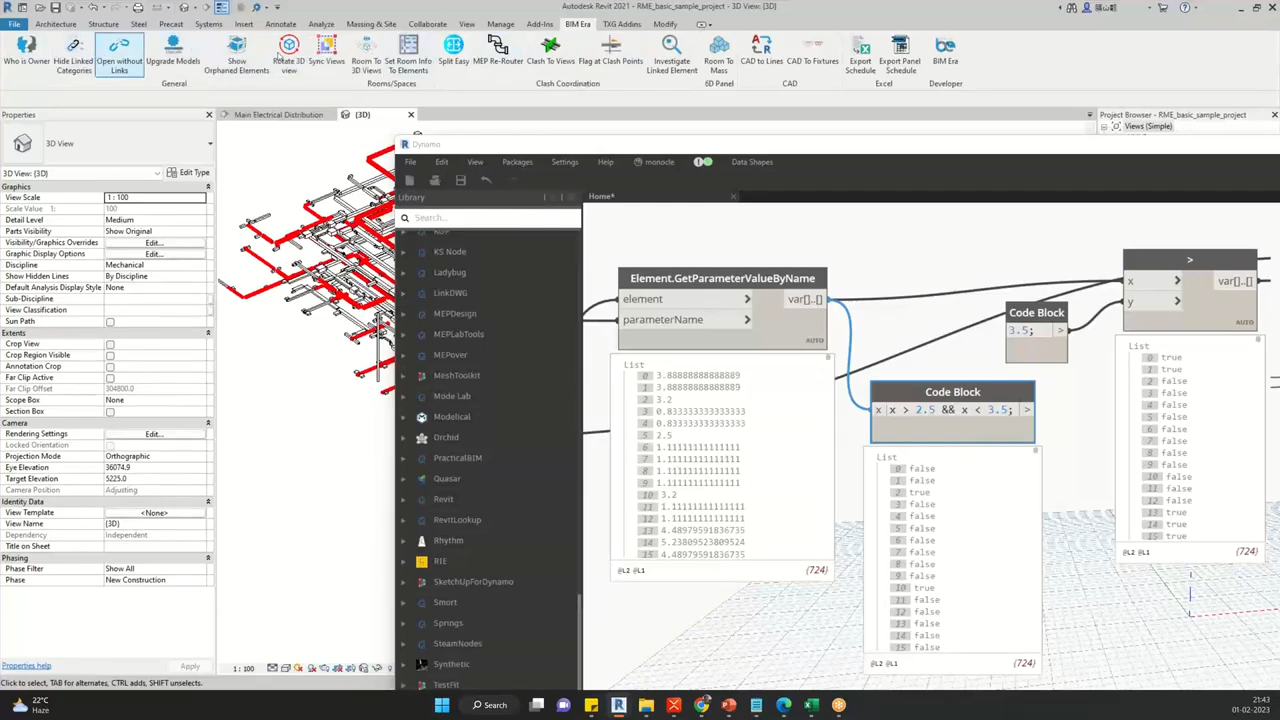 Autodesk Revit 2021 - RME_basic_sample_project - 3D View: {3D}
File Architecture Structure Steel Precast Systems Insert Annotate Analyze Massing & Site Collaborate View Manage Add-Ins BIM Era TXG Addins Modify
Who is Owner
Hide Linked Categories
Open without Links
Upgrade Models
Show Orphaned Elements
Rotate 3D view
Sync Views
Room To 3D Views
Set Room Info To Elements
Split Easy
MEP Re-Router
Clash To Views
Flag at Clash Points
Investigate Linked Element
Room To Mass
CAD to Lines
CAD To Fixtures
Export Schedule
Export Panel Schedule
BIM Era
General
Rooms/Spaces
Clash Coordination
6D Panel
CAD
Excel
Developer
Properties
Main Electrical Distribution
{3D}
Project Browser - RME_basic_sample_project
Views (Simple)
3D View
3D View: {3D}
Edit Type
Graphics
View Scale 1 : 100
Scale Value 1: 100
Detail Level Medium
Parts Visibility Show Original
Visibility/Graphics Overrides Edit...
Graphic Display Options Edit...
Discipline Mechanical
Show Hidden Lines By Discipline
Default Analysis Display Style None
Sub-Discipline
View Classification
Sun Path
Extents
Crop View
Crop Region Visible
Annotation Crop
Far Clip Active
Far Clip Offset 304800.0
Scope Box None
Section Box
Camera
Rendering Settings Edit...
Locked Orientation
Projection Mode Orthographic
Eye Elevation 36074.9
Target Elevation 5225.0
Camera Position Adjusting
Identity Data
View Template <None>
View Name {3D}
Dependency Independent
Title on Sheet
Phasing
Phase Filter Show All
Phase New Construction
Properties help
Apply
1 : 100
Click to select, TAB for alternates, CTRL adds, SHIFT unselects.
Dynamo
File Edit View Packages Settings Help monocle Data Shapes
Library
Home*
Search...
KS Node
Ladybug
LinkDWG
MEPDesign
MEPLabTools
MEPover
MeshToolkit
Mode Lab
Modelical
Orchid
PracticalBIM
Quasar
Revit
RevitLookup
Rhythm
RIE
SketchUpForDynamo
Smort
Springs
SteamNodes
Synthetic
TestFit
Element.GetParameterValueByName
element > var[]..[]
parameterName >
AUTO
List
0 3.88888888888889
1 3.88888888888889
2 3.2
3 0.833333333333333
4 0.833333333333333
5 2.5
6 1.11111111111111
7 1.11111111111111
8 1.11111111111111
9 1.11111111111111
10 3.2
11 1.11111111111111
12 1.11111111111111
13 4.48979591836735
14 5.23809523809524
15 4.48979591836735
@L2 @L1 (724)
Code Block
x x > 2.5 && x < 3.5; >
List
0 false
1 false
2 true
3 false
4 false
5 false
6 false
7 false
8 false
9 false
10 true
11 false
12 false
13 false
14 false
15 false
@L2 @L1 (724)
Code Block
3.5; >
>
x > var[]..[]
y >
AUTO
List
0 true
1 true
2 false
3 false
4 false
5 false
6 false
7 false
8 false
9 false
10 false
11 false
12 false
13 true
14 true
15 true
@L2 @L1 (724)
22°C
Haze
Search
21:43
01-02-2023